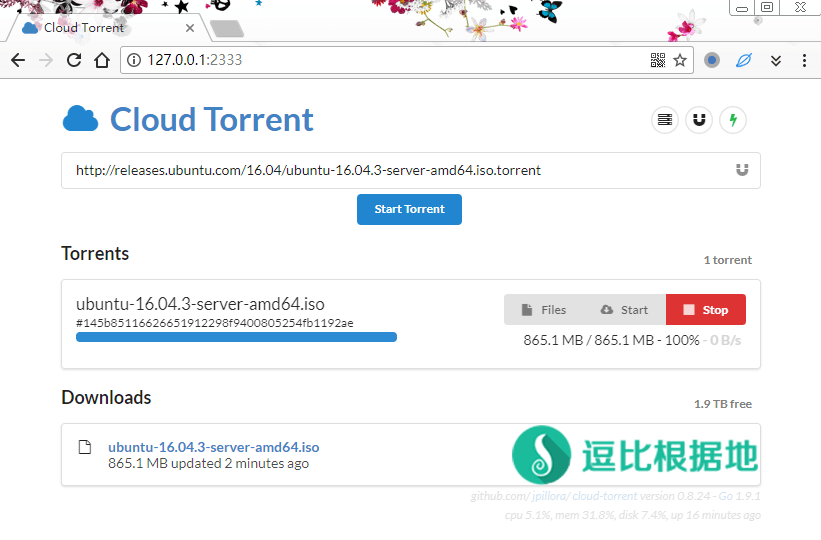 Cloud Torrent
127.0.0.1:2333
Cloud Torrent
http://releases.ubuntu.com/16.04/ubuntu-16.04.3-server-amd64.iso.torrent
Start Torrent
Torrents
1 torrent
ubuntu-16.04.3-server-amd64.iso
#145b85116626651912298f9400805254fb1192ae
Files Start Stop
865.1 MB / 865.1 MB - 100% - 0 B/s
Downloads
1.9 TB free
ubuntu-16.04.3-server-amd64.iso
865.1 MB updated 2 minutes ago
逗比根据地
github.com/ jpillora/ cloud-torrent version 0.8.24 - Go 1.9.1
cpu 5.1%, mem 31.8%, disk 7.4%, up 16 minutes ago